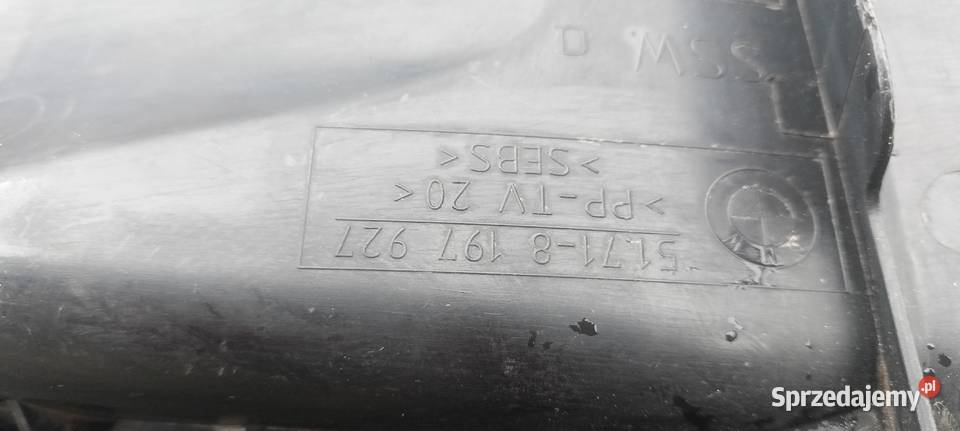 S.S.W. O
51.71-8 197 927
>PP-TV 20<
>SEBS<
Sprzedajemy.pl